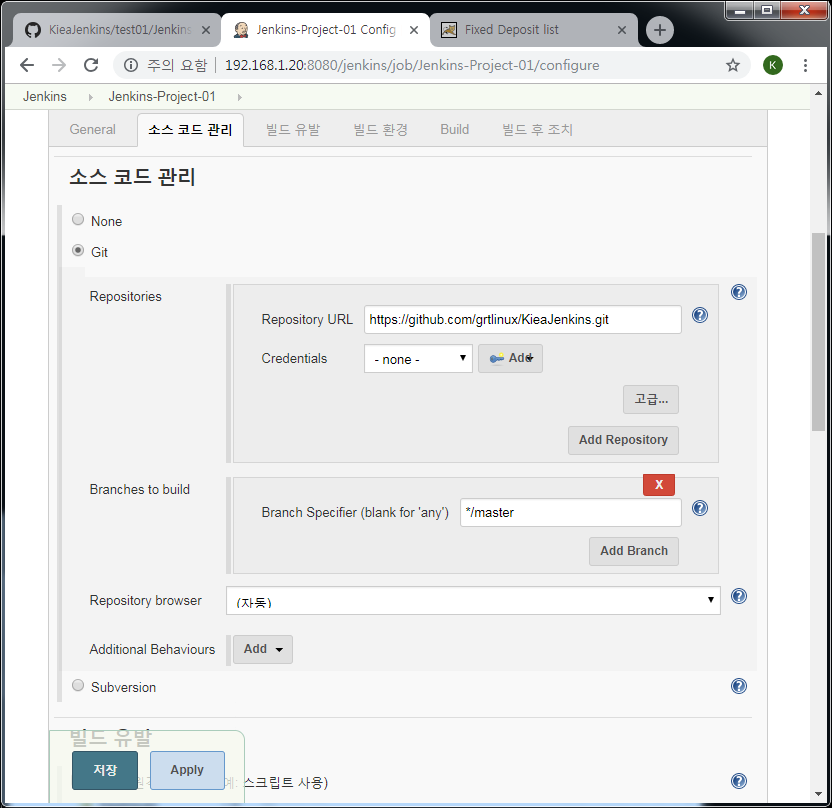 KieaJenkins/test01/Jenkins
Jenkins-Project-01 Config
Fixed Deposit list
주의 요함 192.168.1.20:8080/jenkins/job/Jenkins-Project-01/configure
K
Jenkins Jenkins-Project-01
General 소스 코드 관리 빌드 유발 빌드 환경 Build 빌드 후 조치
소스 코드 관리
None
Git
Repositories
Repository URL https://github.com/grtlinux/KieaJenkins.git
Credentials - none - Add
고급...
Add Repository
Branches to build
X
Branch Specifier (blank for 'any') */master
Add Branch
Repository browser (자동)
Additional Behaviours Add
Subversion
빌드 유발
저장 Apply
예: 스크립트 사용)